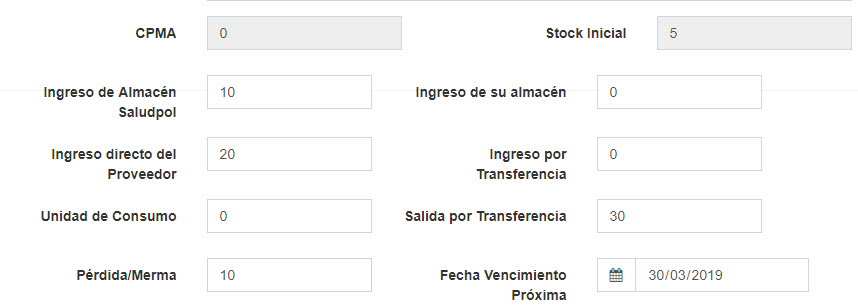 CPMA 0 Stock Inicial 5
Ingreso de Almacén 10 Ingreso de su almacén 0
Saludpol
Ingreso directo del 20 Ingreso por 0
Proveedor Transferencia
Unidad de Consumo 0 Salida por Transferencia 30
Pérdida/Merma 10 Fecha Vencimiento 30/03/2019
Próxima